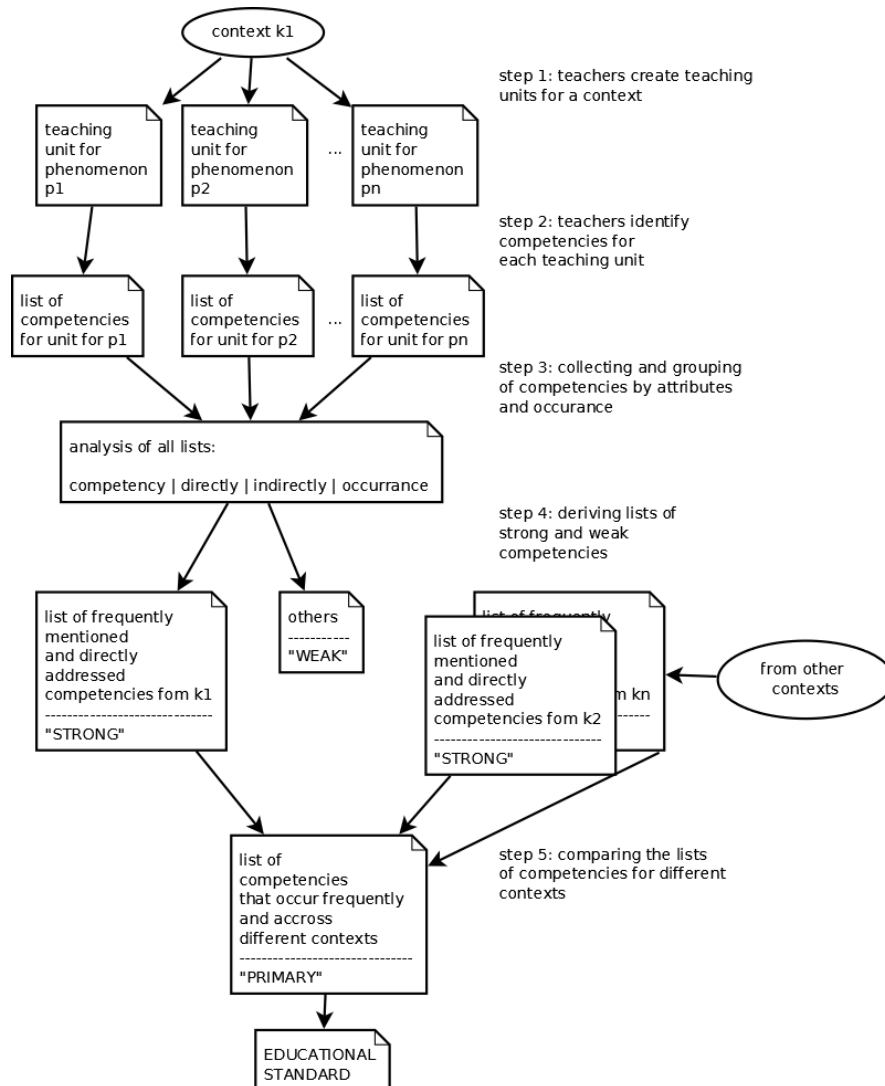 context k1
step 1: teachers create teaching
units for a context
teaching
unit for
phenomenon
p1
teaching
unit for
phenomenon
p2
...
teaching
unit for
phenomenon
pn
step 2: teachers identify
competencies for
each teaching unit
list of
competencies
for unit for p1
list of
competencies
for unit for p2
...
list of
competencies
for unit for pn
step 3: collecting and grouping
of competencies by attributes
and occurance
analysis of all lists:
competency | directly | indirectly | occurrance
step 4: deriving lists of
strong and weak
competencies
list of frequently
mentioned
and directly
addressed
competencies fom k1
--------------------------------
"STRONG"
others
------------
"WEAK"
list of frequently
mentioned
and directly
addressed
competencies fom k2
--------------------------------
"STRONG"
list of frequently
kn
from other
contexts
step 5: comparing the lists
of competencies for different
contexts
list of
competencies
that occur frequently
and accross
different contexts
---------------------------------
"PRIMARY"
EDUCATIONAL
STANDARD